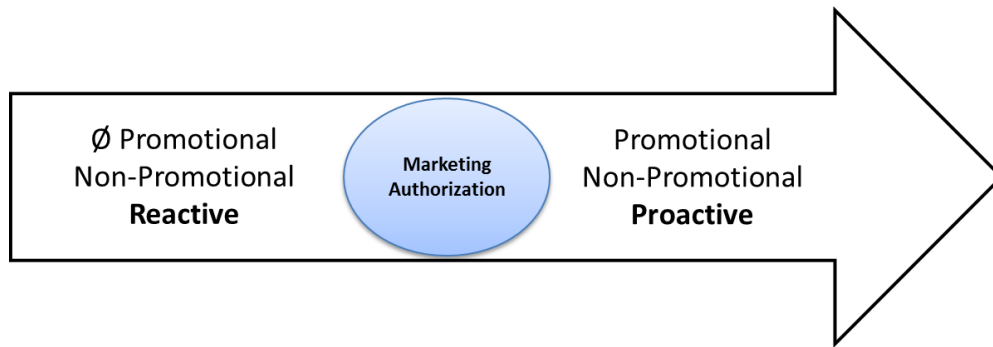 Ø Promotional
Non-Promotional
Reactive
Marketing
Authorization
Promotional
Non-Promotional
Proactive